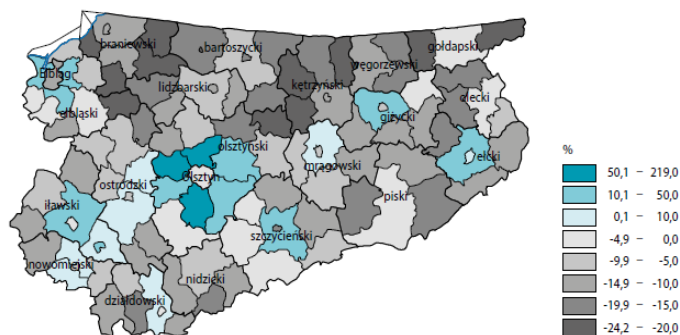 braniewski
bartoszycki
gołdapski
węgorzewski
Elbląg
lidzbarski
kętrzyński
olecki
elbląski
giżycki
olsztyński
ełcki
Olsztyn
mrągowski
ostródzki
piski
iławski
szczycieński
nowomiejski
nidzicki
działdowski
%
50,1 – 219,0
10,1 – 50,0
0,1 – 10,0
-4,9 – 0,0
-9,9 – -5,0
-14,9 – -10,0
-19,9 – -15,0
-24,2 – -20,0